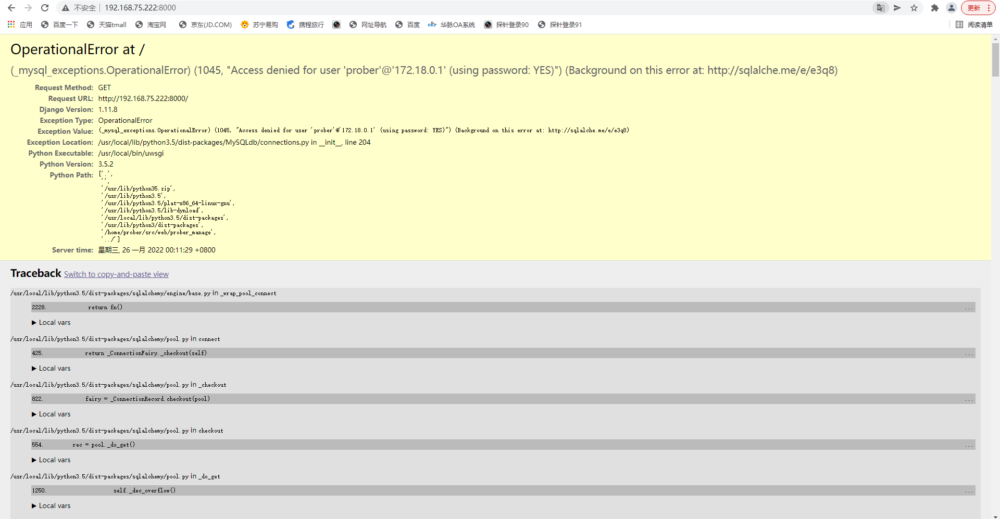 不安全 192.168.75.222:8000 更新
应用 百度一下 天猫tmall 淘宝网 京东(JD.COM) 苏宁易购 携程旅行 网址导航 百度 华脉OA系统 探针登录90 探针登录91 阅读清单
OperationalError at /
(_mysql_exceptions.OperationalError) (1045, "Access denied for user 'prober'@'172.18.0.1' (using password: YES)") (Background on this error at: http://sqlalche.me/e/e3q8)
Request Method: GET
Request URL: http://192.168.75.222:8000/
Django Version: 1.11.8
Exception Type: OperationalError
Exception Value: (_mysql_exceptions.OperationalError) (1045, "Access denied for user 'prober'@'172.18.0.1' (using password: YES)") (Background on this error at: http://sqlalche.me/e/e3q8)
Exception Location: /usr/local/lib/python3.5/dist-packages/MySQLdb/connections.py in __init__, line 204
Python Executable: /usr/local/bin/uwsgi
Python Version: 3.5.2
Python Path: ['.',
'',
'/usr/lib/python35.zip',
'/usr/lib/python3.5',
'/usr/lib/python3.5/plat-x86_64-linux-gnu',
'/usr/lib/python3.5/lib-dynload',
'/usr/local/lib/python3.5/dist-packages',
'/usr/lib/python3/dist-packages',
'/home/prober/src/web/prober_manage',
'../']
Server time: 星期三, 26 一月 2022 00:11:29 +0800
Traceback Switch to copy-and-paste view
/usr/local/lib/python3.5/dist-packages/sqlalchemy/engine/base.py in _wrap_pool_connect
2228. return fn() ...
▶ Local vars
/usr/local/lib/python3.5/dist-packages/sqlalchemy/pool.py in connect
425. return _ConnectionFairy._checkout(self) ...
▶ Local vars
/usr/local/lib/python3.5/dist-packages/sqlalchemy/pool.py in _checkout
822. fairy = _ConnectionRecord.checkout(pool) ...
▶ Local vars
/usr/local/lib/python3.5/dist-packages/sqlalchemy/pool.py in checkout
554. rec = pool._do_get() ...
▶ Local vars
/usr/local/lib/python3.5/dist-packages/sqlalchemy/pool.py in _do_get
1250. self._dec_overflow() ...
▶ Local vars